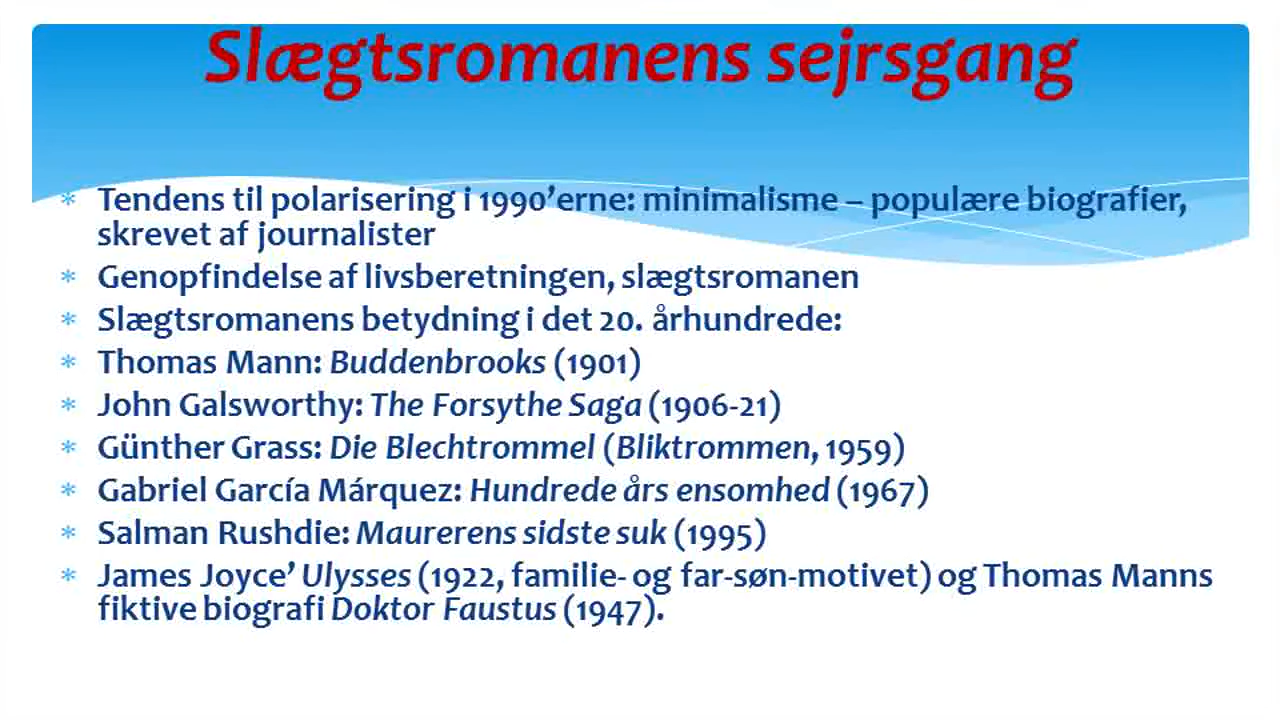 Slægtsromanens sejrsgang
* Tendens til polarisering i 1990’erne: minimalisme – populære biografier,
skrevet af journalister
* Genopfindelse af livsberetningen, slægtsromanen
* Slægtsromanens betydning i det 20. århundrede:
* Thomas Mann: Buddenbrooks (1901)
* John Galsworthy: The Forsythe Saga (1906-21)
* Günther Grass: Die Blechtrommel (Bliktrommen, 1959)
* Gabriel García Márquez: Hundrede års ensomhed (1967)
* Salman Rushdie: Maurerens sidste suk (1995)
* James Joyce’ Ulysses (1922, familie- og far-søn-motivet) og Thomas Manns
fiktive biografi Doktor Faustus (1947).